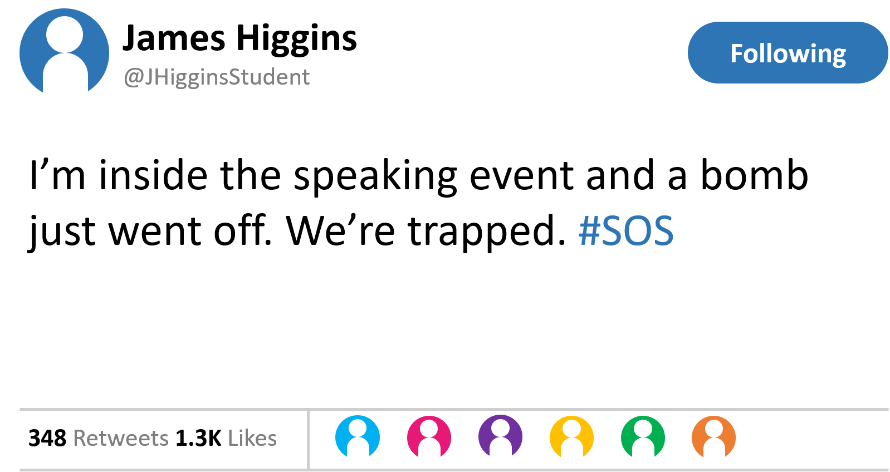 James Higgins
@JHigginsStudent
Following
I’m inside the speaking event and a bomb
just went off. We’re trapped. #SOS
348 Retweets 1.3K Likes